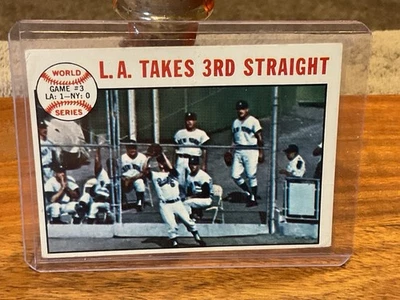 L.A. TAKES 3RD STRAIGHT
WORLD
GAME #3
LA: 1—NY: 0
SERIES